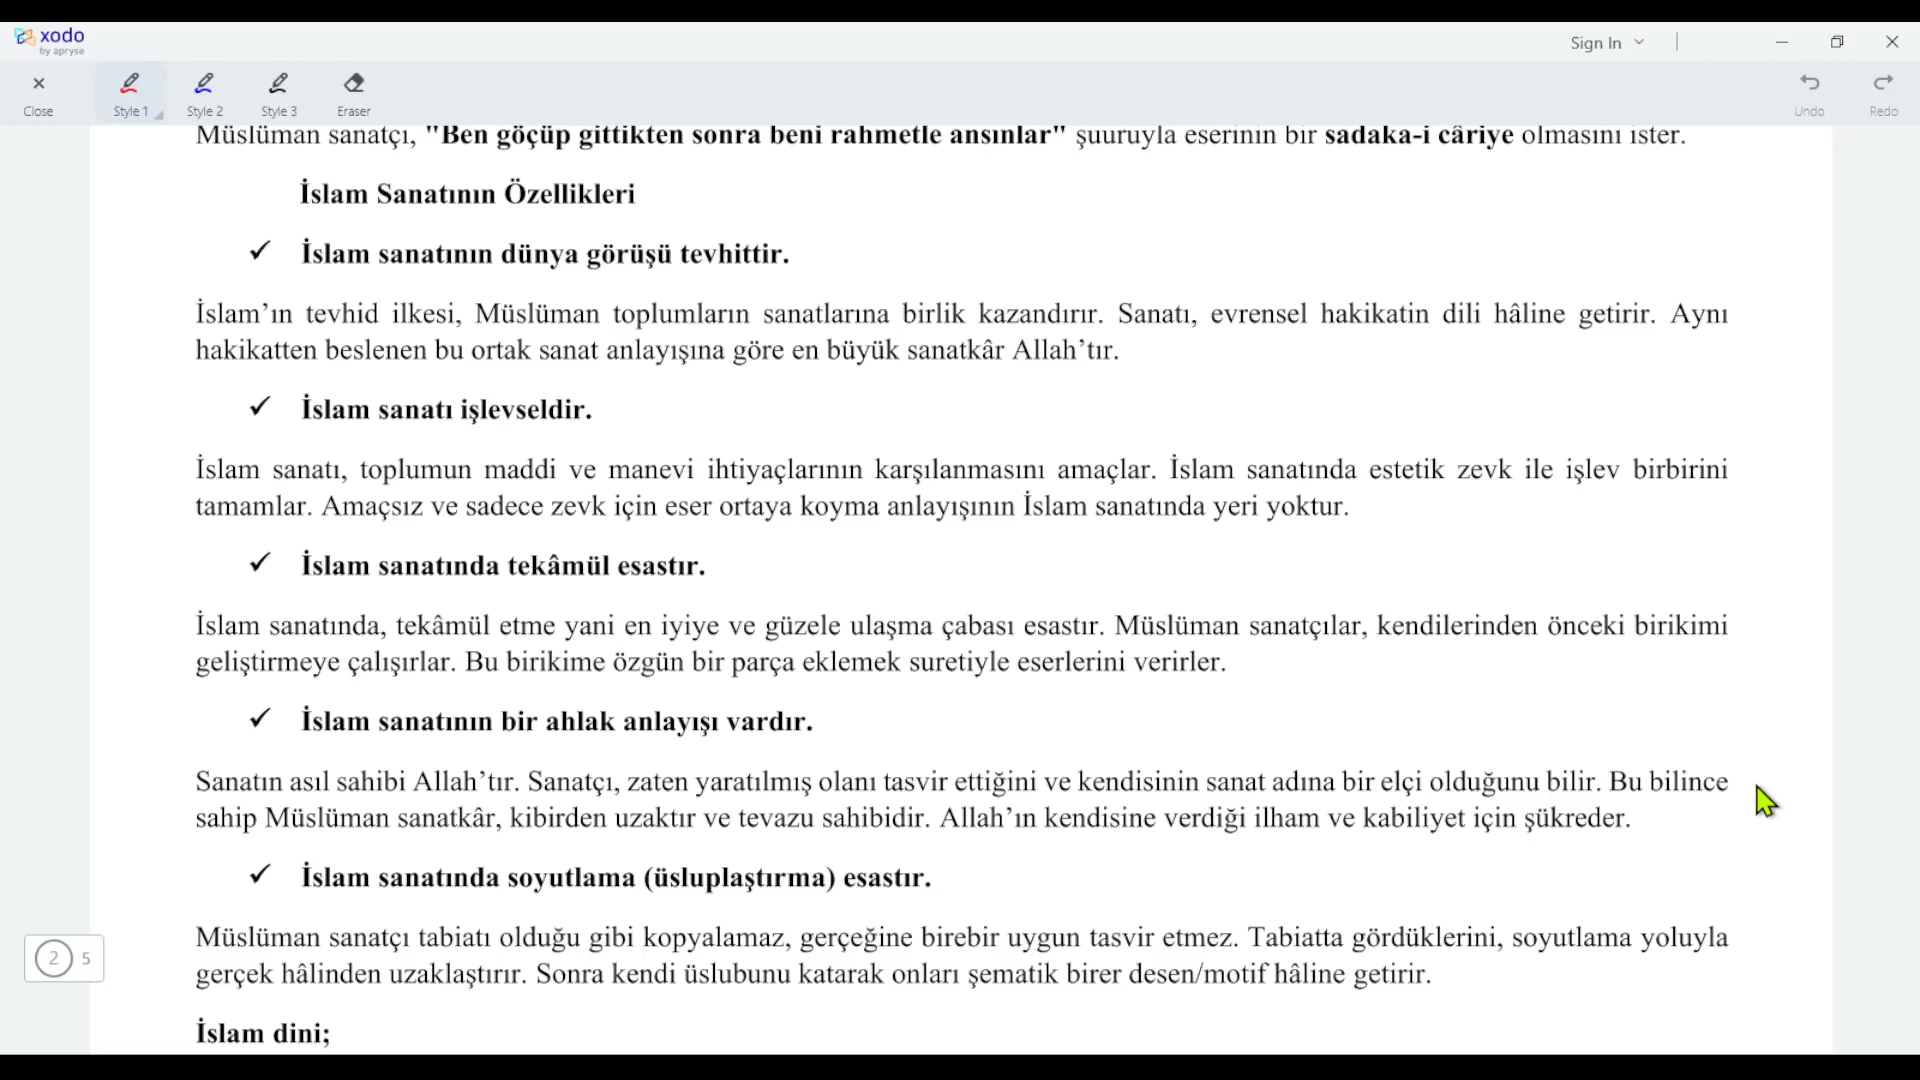 xodo
by apryse
Sign In
Close
Style 1
Style 2
Style 3
Eraser
Undo
Redo
Müslüman sanatçı, "Ben göçüp gittikten sonra beni rahmetle ansınlar" şuuruyla eserinin bir sadaka-i câriye olmasını ister.
İslam Sanatının Özellikleri
✓ İslam sanatının dünya görüşü tevhittir.
İslam’ın tevhid ilkesi, Müslüman toplumların sanatlarına birlik kazandırır. Sanatı, evrensel hakikatin dili hâline getirir. Aynı
hakikatten beslenen bu ortak sanat anlayışına göre en büyük sanatkâr Allah’tır.
✓ İslam sanatı işlevseldir.
İslam sanatı, toplumun maddi ve manevi ihtiyaçlarının karşılanmasını amaçlar. İslam sanatında estetik zevk ile işlev birbirini
tamamlar. Amaçsız ve sadece zevk için eser ortaya koyma anlayışının İslam sanatında yeri yoktur.
✓ İslam sanatında tekâmül esastır.
İslam sanatında, tekâmül etme yani en iyiye ve güzele ulaşma çabası esastır. Müslüman sanatçılar, kendilerinden önceki birikimi
geliştirmeye çalışırlar. Bu birikime özgün bir parça eklemek suretiyle eserlerini verirler.
✓ İslam sanatının bir ahlak anlayışı vardır.
Sanatın asıl sahibi Allah’tır. Sanatçı, zaten yaratılmış olanı tasvir ettiğini ve kendisinin sanat adına bir elçi olduğunu bilir. Bu bilince
sahip Müslüman sanatkâr, kibirden uzaktır ve tevazu sahibidir. Allah’ın kendisine verdiği ilham ve kabiliyet için şükreder.
✓ İslam sanatında soyutlama (üsluplaştırma) esastır.
Müslüman sanatçı tabiatı olduğu gibi kopyalamaz, gerçeğine birebir uygun tasvir etmez. Tabiatta gördüklerini, soyutlama yoluyla
gerçek hâlinden uzaklaştırır. Sonra kendi üslubunu katarak onları şematik birer desen/motif hâline getirir.
2 5
İslam dini;